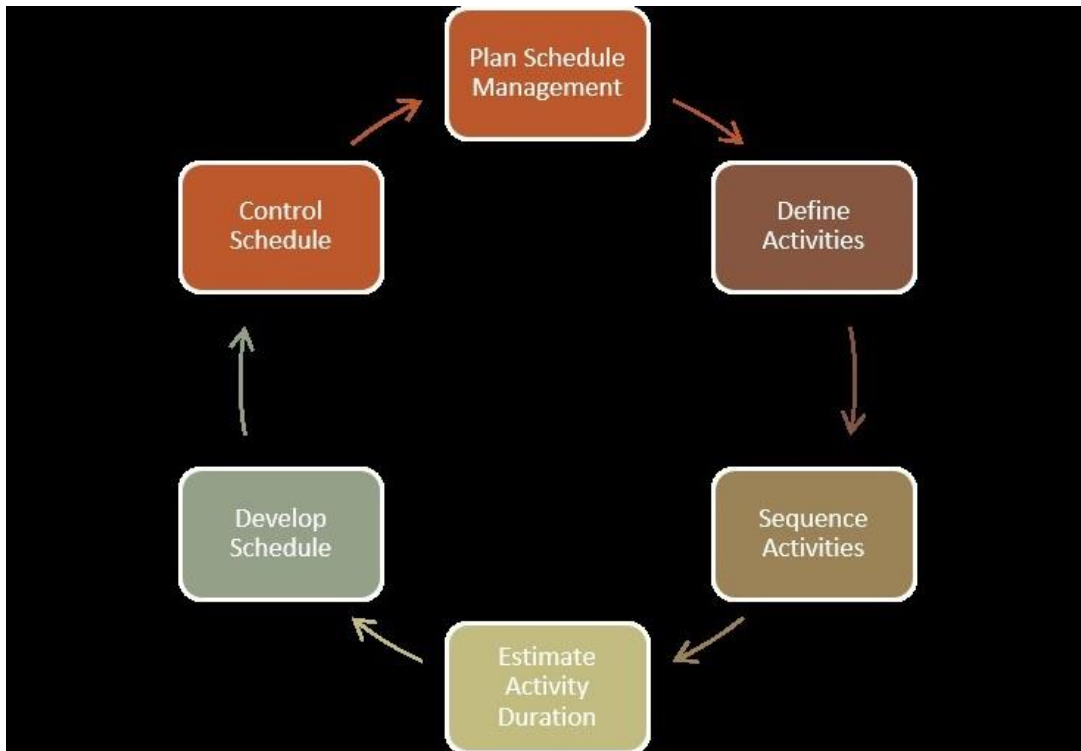 Plan Schedule
Management
Define
Activities
Sequence
Activities
Estimate
Activity
Duration
Develop
Schedule
Control
Schedule